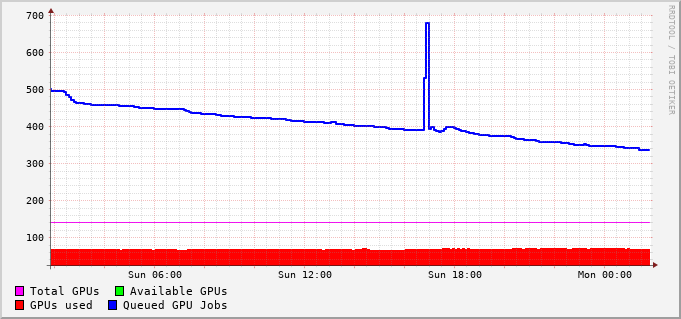 700
600
500
400
300
200
100
Sun 06:00 Sun 12:00 Sun 18:00 Mon 00:00
Total GPUs Available GPUs
GPUs used Queued GPU Jobs
RRDTOOL / TOBI OETIKER